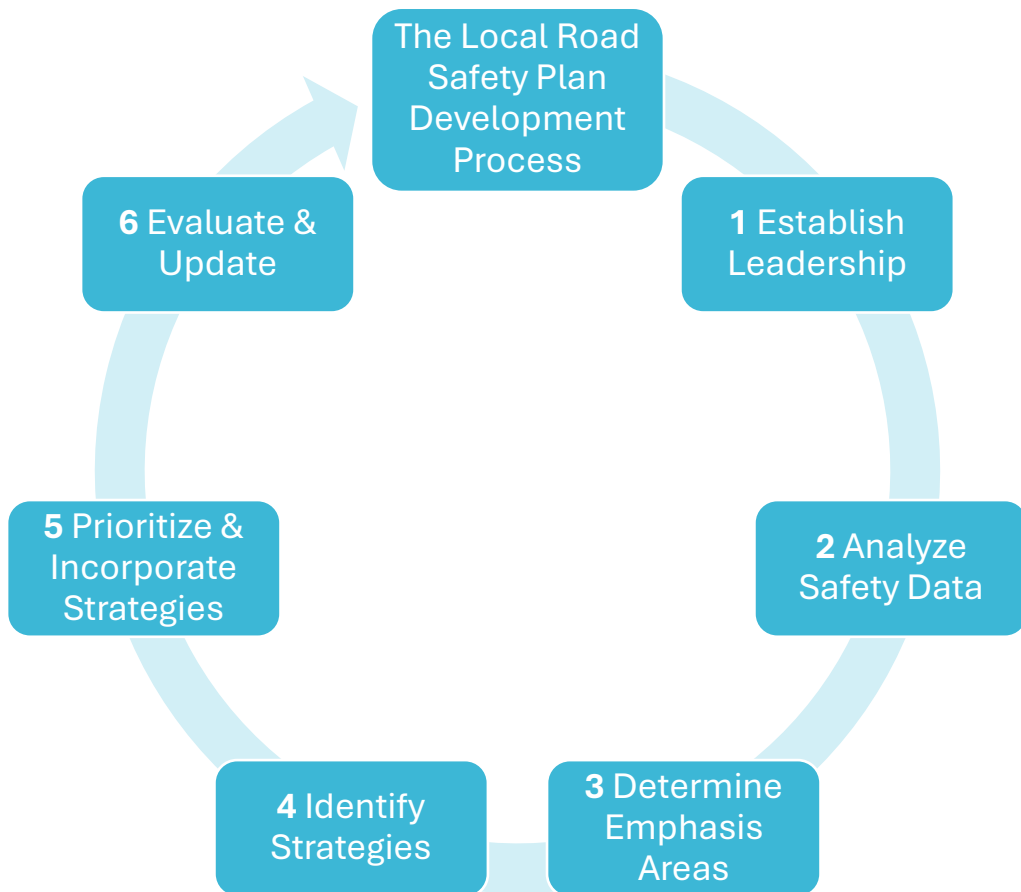 The Local Road
Safety Plan
Development
Process
1 Establish
Leadership
2 Analyze
Safety Data
3 Determine
Emphasis
Areas
4 Identify
Strategies
5 Prioritize &
Incorporate
Strategies
6 Evaluate &
Update